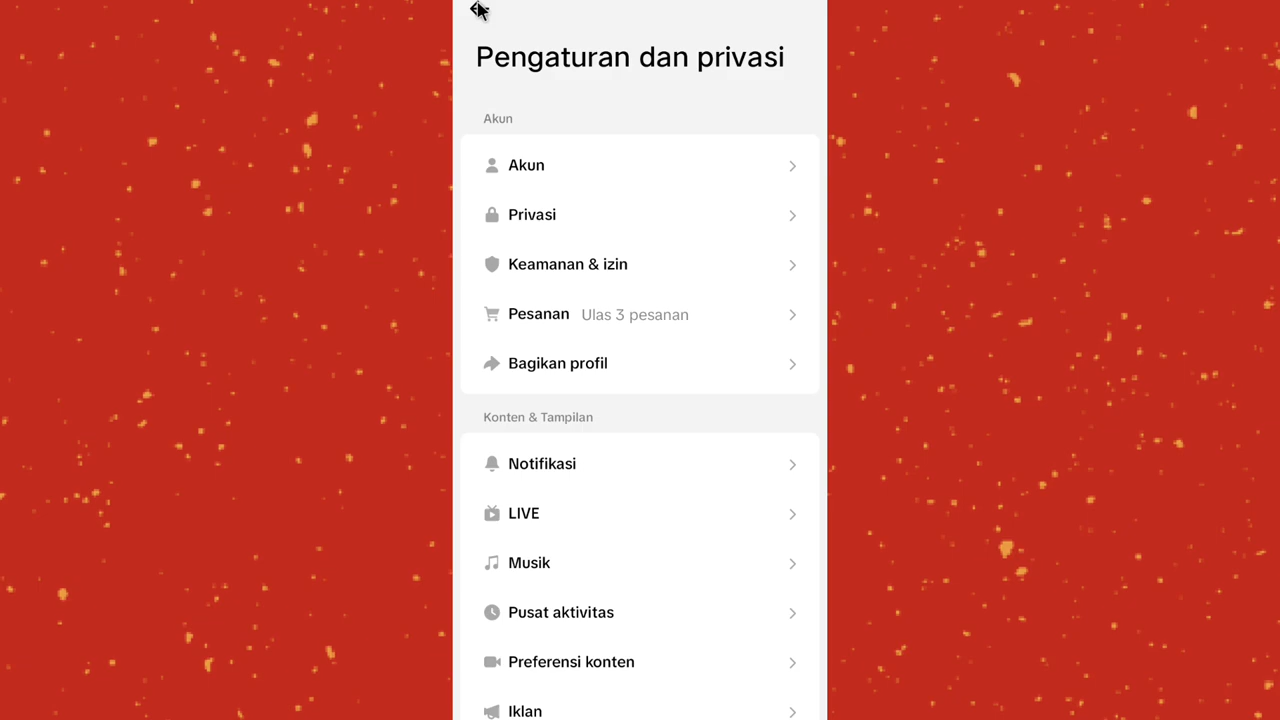 Pengaturan dan privasi
Akun
Akun
Privasi
Keamanan & izin
Pesanan Ulas 3 pesanan
Bagikan profil
Konten & Tampilan
Notifikasi
LIVE
Musik
Pusat aktivitas
Preferensi konten
Iklan